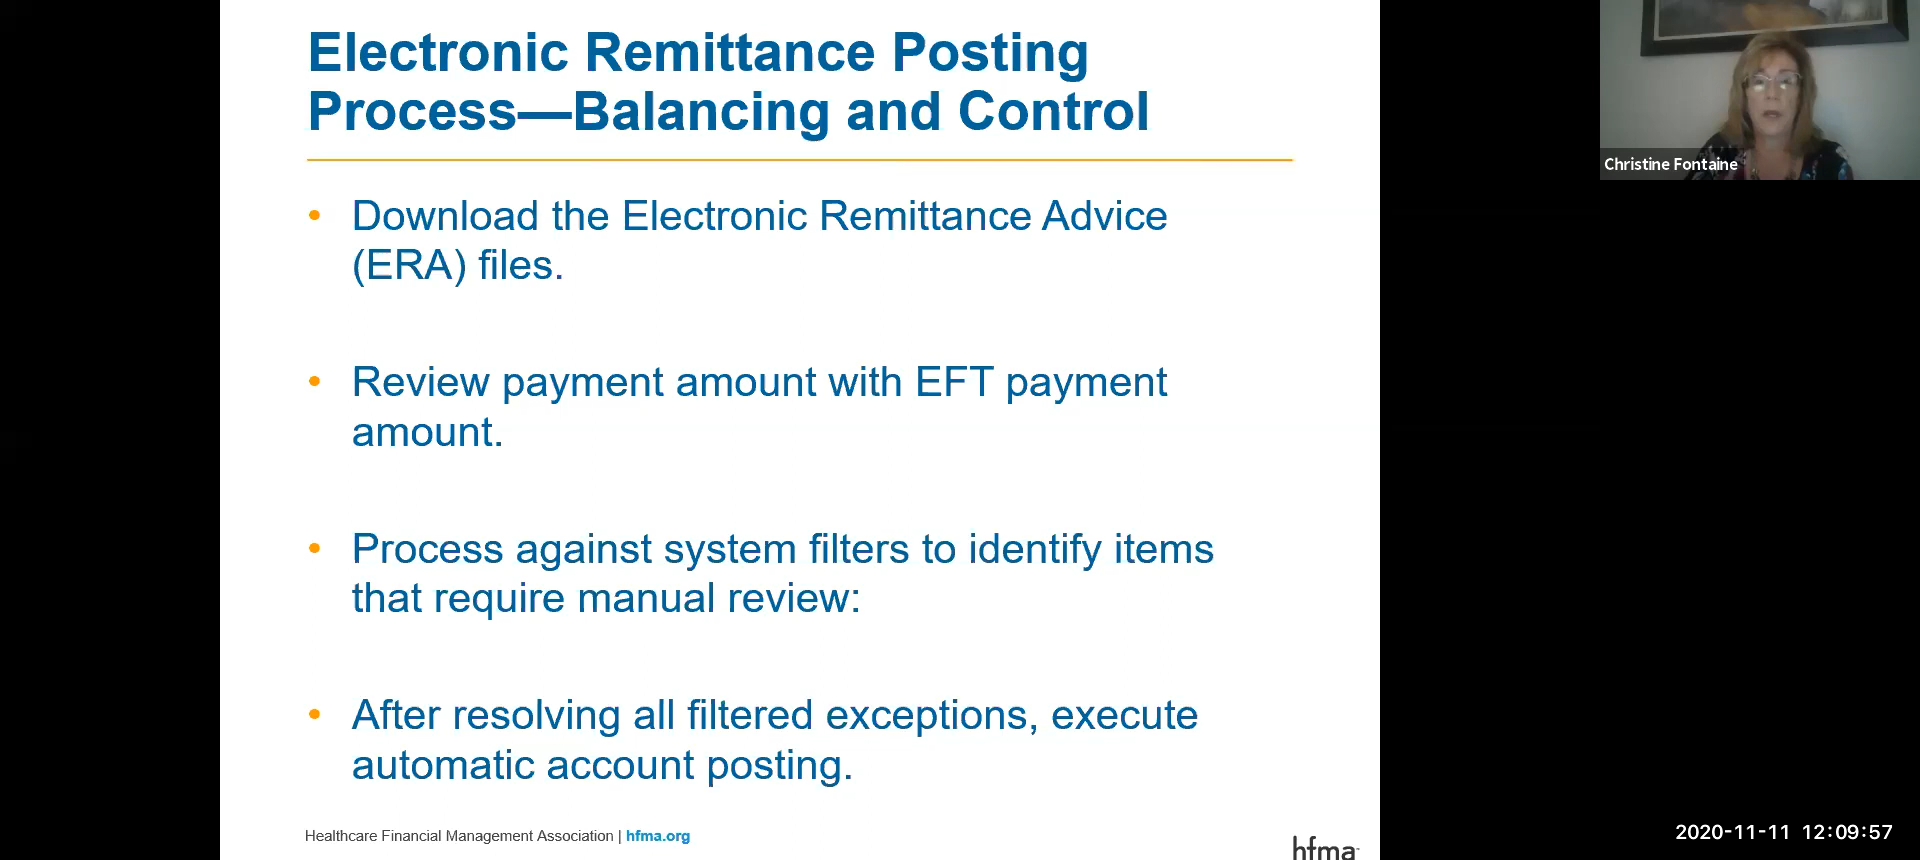 Electronic Remittance Posting
Process—Balancing and Control
• Download the Electronic Remittance Advice
(ERA) files.
• Review payment amount with EFT payment
amount.
• Process against system filters to identify items
that require manual review:
• After resolving all filtered exceptions, execute
automatic account posting.
Healthcare Financial Management Association | hfma.org
hfma
Christine Fontaine
2020-11-11 12:09:57